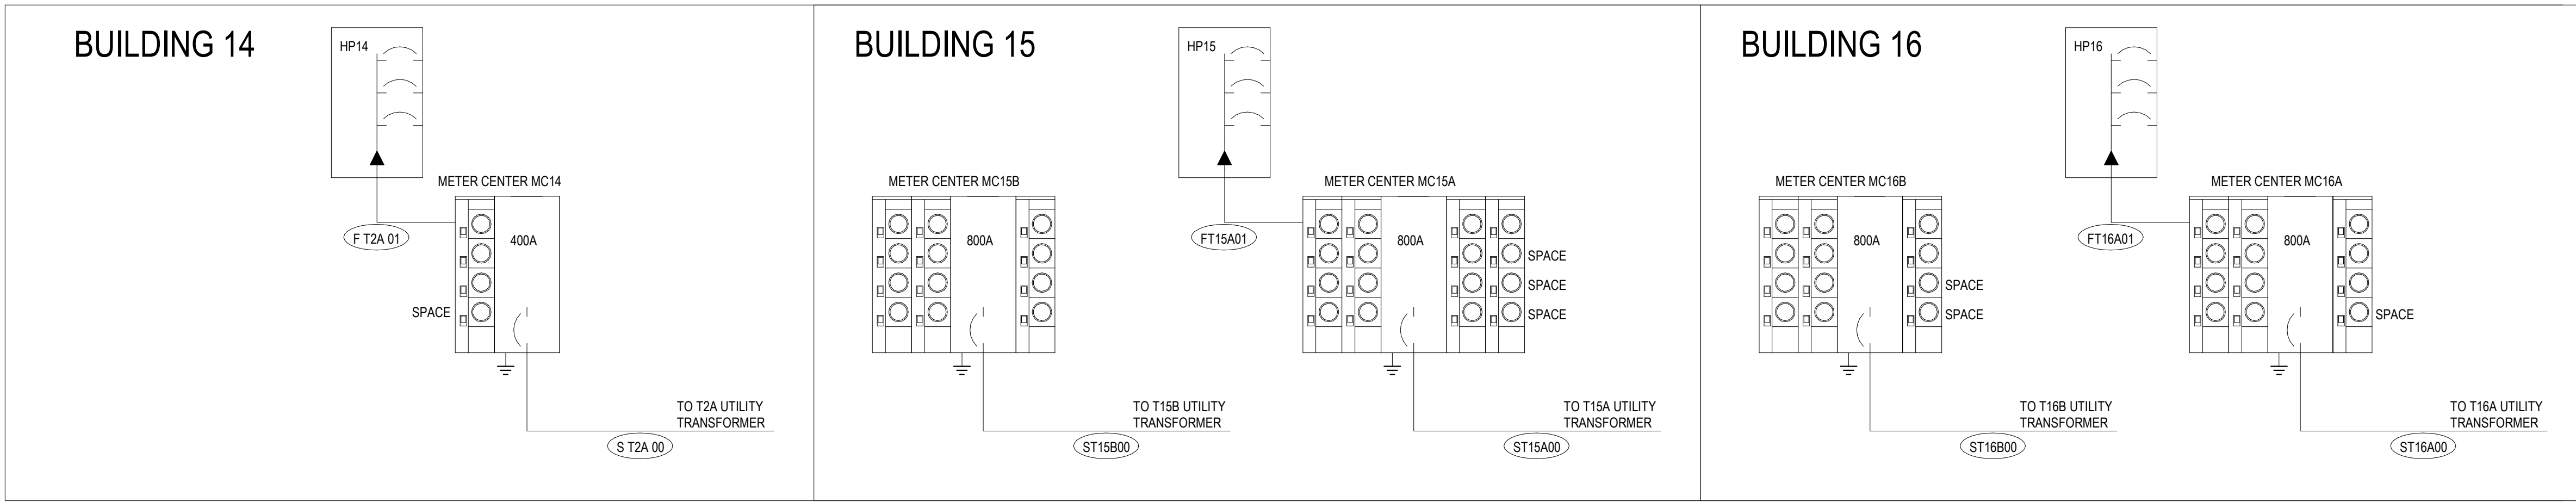 BUILDING 14
HP14
METER CENTER MC14
400A
F T2A 01
SPACE
TO T2A UTILITY
TRANSFORMER
S T2A 00
BUILDING 15
HP15
METER CENTER MC15B
800A
TO T15B UTILITY
TRANSFORMER
ST15B00
FT15A01
METER CENTER MC15A
800A
SPACE
SPACE
SPACE
TO T15A UTILITY
TRANSFORMER
ST15A00
BUILDING 16
HP16
METER CENTER MC16B
800A
SPACE
SPACE
TO T16B UTILITY
TRANSFORMER
ST16B00
FT16A01
METER CENTER MC16A
800A
SPACE
TO T16A UTILITY
TRANSFORMER
ST16A00